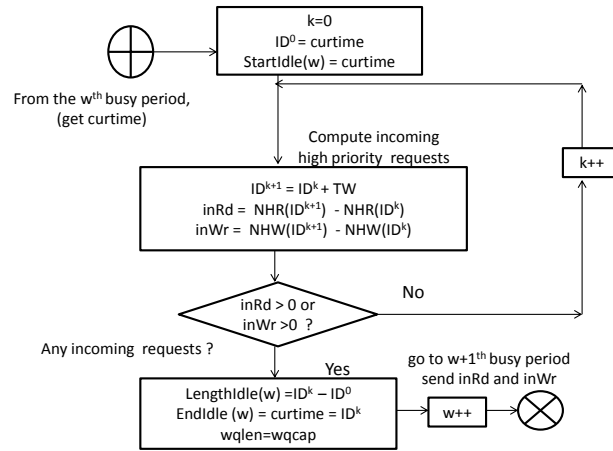 k=0
ID⁰ = curtime
StartIdle(w) = curtime
From the wᵗʰ busy period,
(get curtime)
Compute incoming
high priority requests
k++
IDᵏ⁺¹ = IDᵏ + TW
inRd = NHR(IDᵏ⁺¹) - NHR(IDᵏ)
inWr = NHW(IDᵏ⁺¹) - NHW(IDᵏ)
inRd > 0 or
inWr >0 ?
No
Any incoming requests ?
Yes
go to w+1ᵗʰ busy period
send inRd and inWr
LengthIdle(w) =IDᵏ – ID⁰
EndIdle (w) = curtime = IDᵏ
wqlen=wqcap
w++